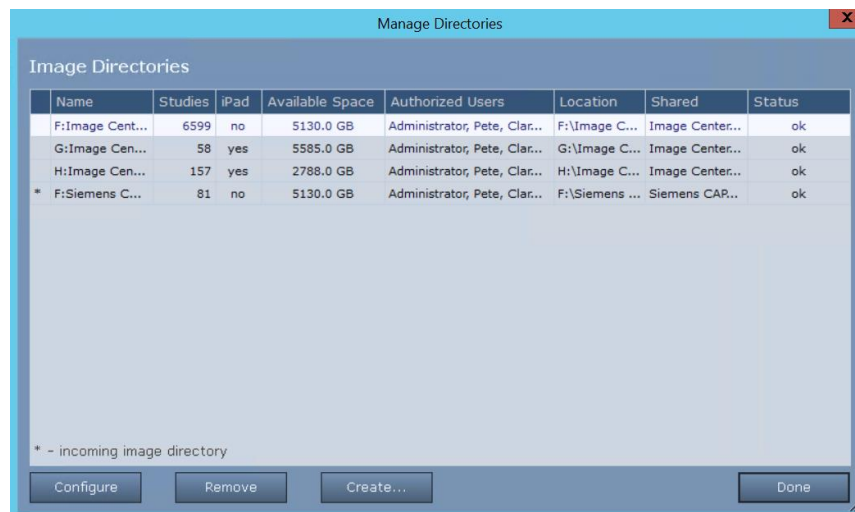 Manage Directories
X
Image Directories
Name Studies iPad Available Space Authorized Users Location Shared Status
F:Image Cent... 6599 no 5130.0 GB Administrator, Pete, Clar... F:\Image C... Image Center... ok
G:Image Cen... 58 yes 5585.0 GB Administrator, Pete, Clar... G:\Image C... Image Center... ok
H:Image Cen... 157 yes 2788.0 GB Administrator, Pete, Clar... H:\Image C... Image Center... ok
* F:Siemens C... 81 no 5130.0 GB Administrator, Pete, Clar... F:\Siemens ... Siemens CAP... ok
* - incoming image directory
Configure Remove Create... Done